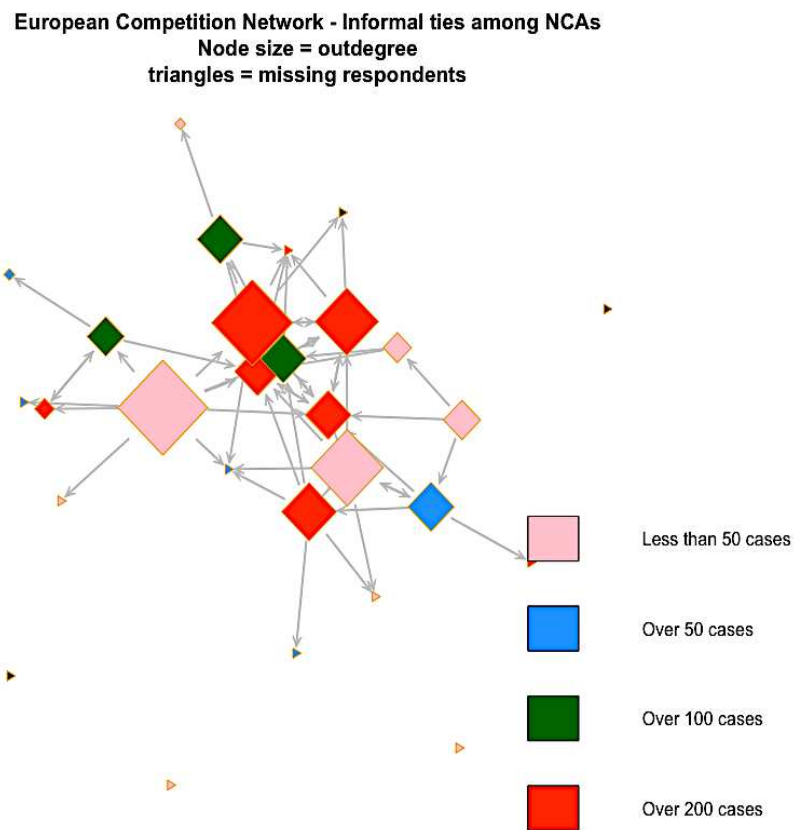 European Competition Network - Informal ties among NCAs
Node size = outdegree
triangles = missing respondents
Less than 50 cases
Over 50 cases
Over 100 cases
Over 200 cases